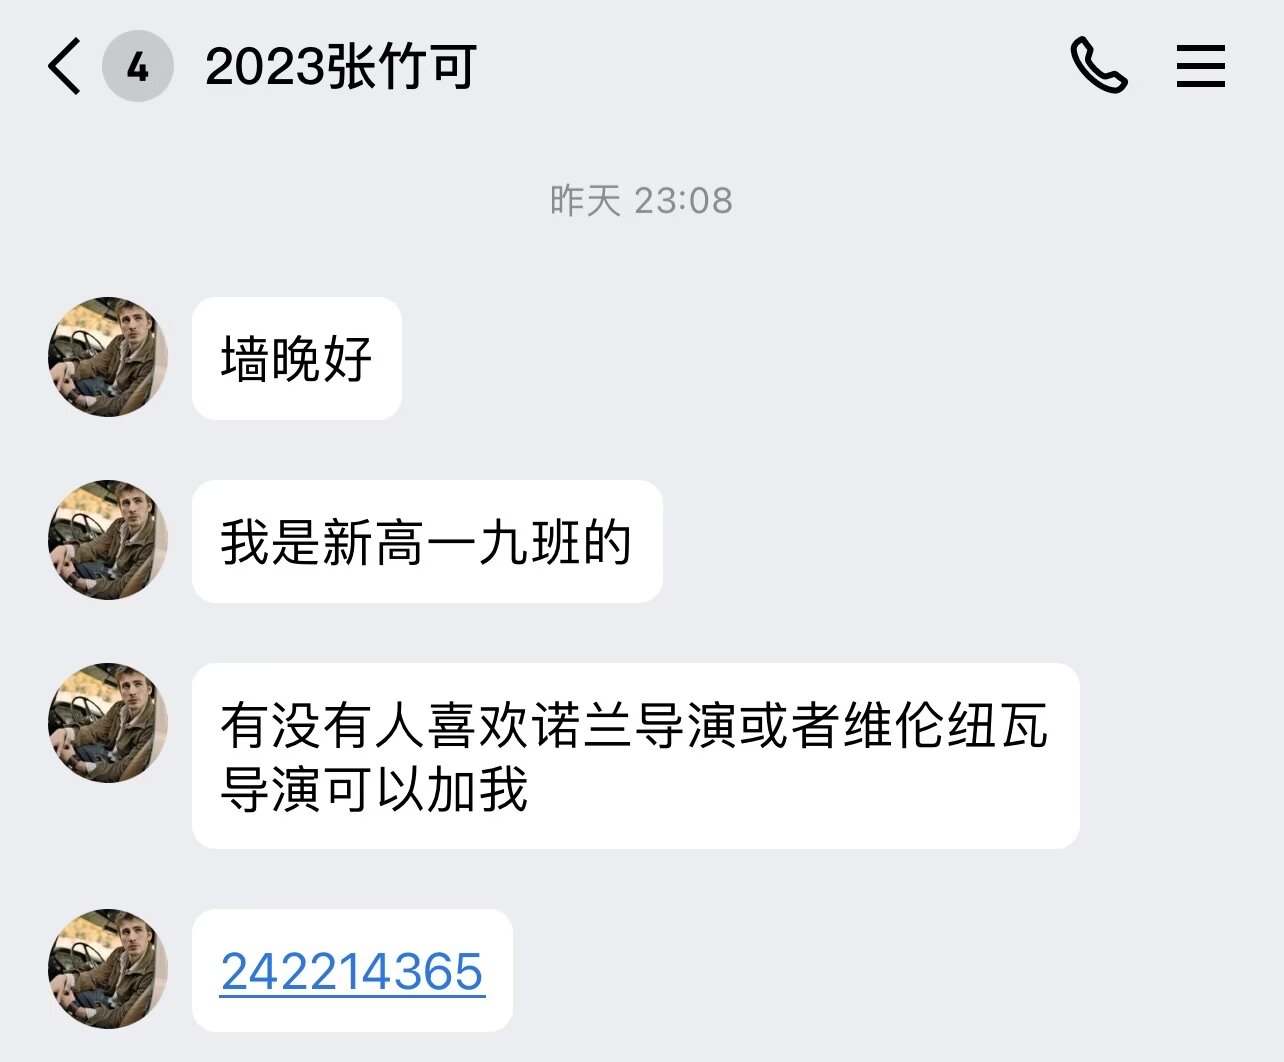 4
2023张竹可
昨天 23:08
墙晚好
我是新高一九班的
有没有人喜欢诺兰导演或者维伦纽瓦
导演可以加我
242214365